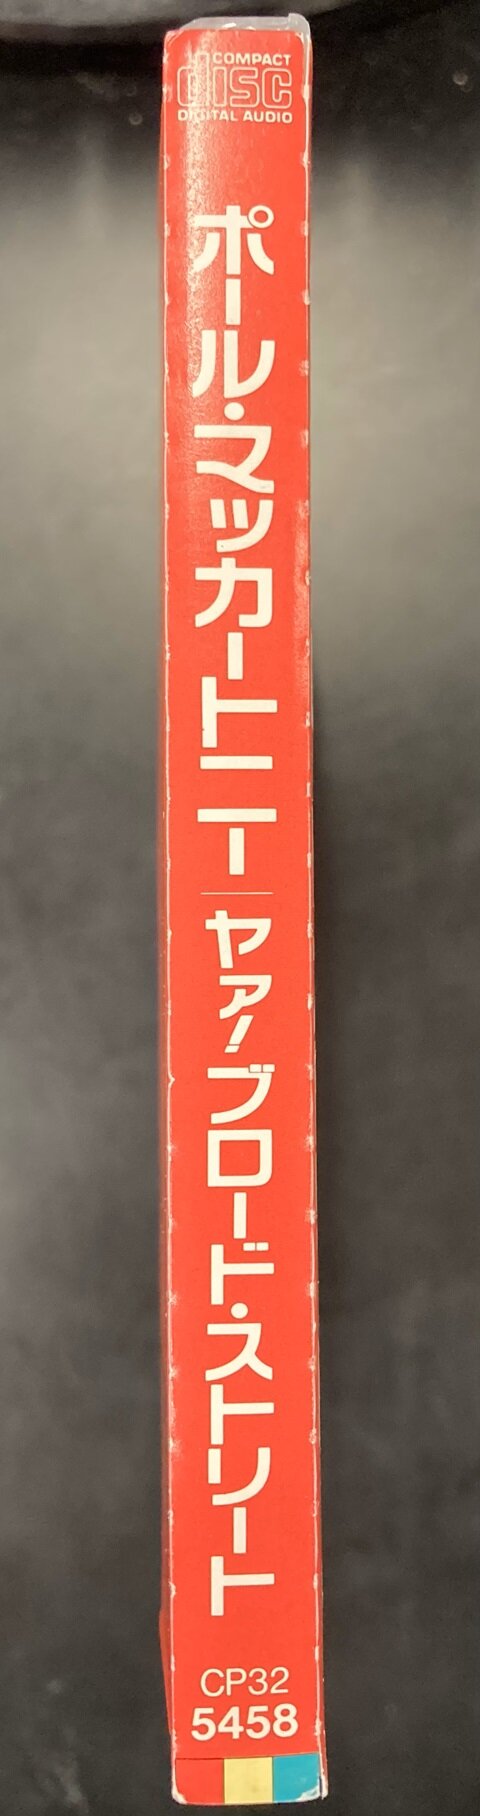 COMPACT
disc
DIGITAL AUDIO
ポール・マッカートニー
ヤァ!ブロード・ストリート
CP32
5458